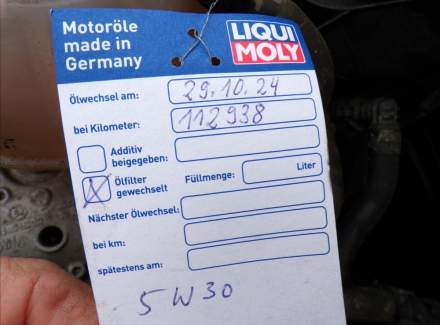 Motoröle
made in
Germany
LIQUI
MOLY
Ölwechsel am: 29.10.24
bei Kilometer: 112938
Additiv
beigegeben:
Ölfilter
gewechselt
Füllmenge: Liter
Nächster Ölwechsel:
bei km:
spätestens am:
5W30